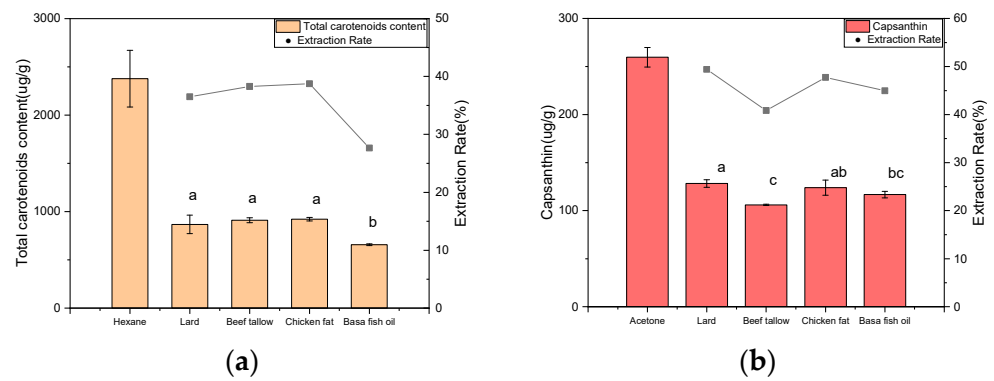 3000
2000
1000
0
Total carotenoids content(ug/g)
Total carotenoids content
Extraction Rate
a
a
a
b
50
40
30
20
10
0
Extraction Rate(%)
Hexane
Lard
Beef tallow
Chicken fat
Basa fish oil
(a)
300
200
100
0
Capsanthin(ug/g)
Capsanthin
Extraction Rate
a
c
ab
bc
60
50
40
30
20
10
0
Extraction Rate(%)
Acetone
Lard
Beef tallow
Chicken fat
Basa fish oil
(b)